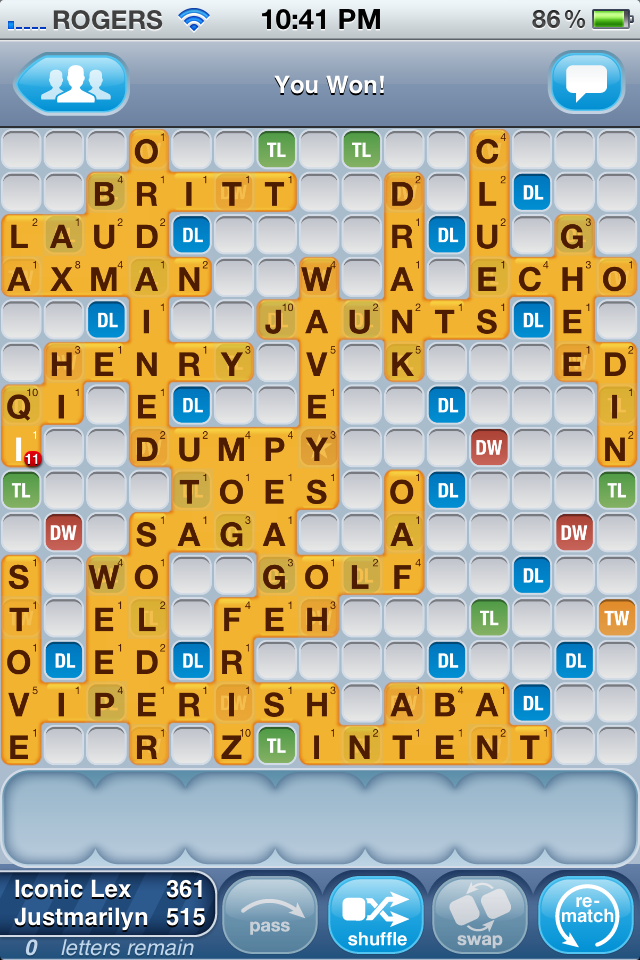 ROGERS 10:41 PM 86%
You Won!
O TL TL C
B R I T T D L DL
L A U D DL R DL U G
A X M A N W A E C H O
DL I J A U N T S DL E
H E N R Y V K E D
Q I E DL E DL I
I 11 D U M P Y DW N
TL T O E S O DL TL
DW S A G A A DW
S W O G O L F DL
T E L F E H TL TW
O DL E D DL R DL DL
V I P E R I S H A B A DL
E R Z TL I N T E N T
Iconic Lex 361
Justmarilyn 515
0 letters remain
pass
shuffle
swap
re-
match